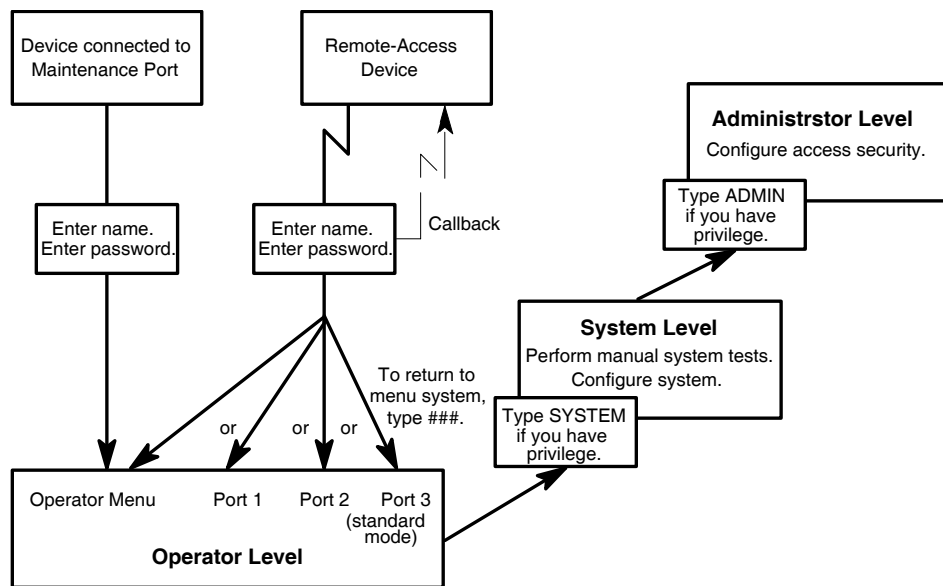 Device connected to
Maintenance Port
Remote-Access
Device
Administrstor Level
Configure access security.
Type ADMIN
if you have
privilege.
Enter name.
Enter password.
Enter name.
Enter password.
Callback
System Level
Perform manual system tests.
Configure system.
Type SYSTEM
if you have
privilege.
To return to
menu system,
type ###.
or
or
or
Operator Menu
Port 1
Port 2
Port 3
(standard
mode)
Operator Level